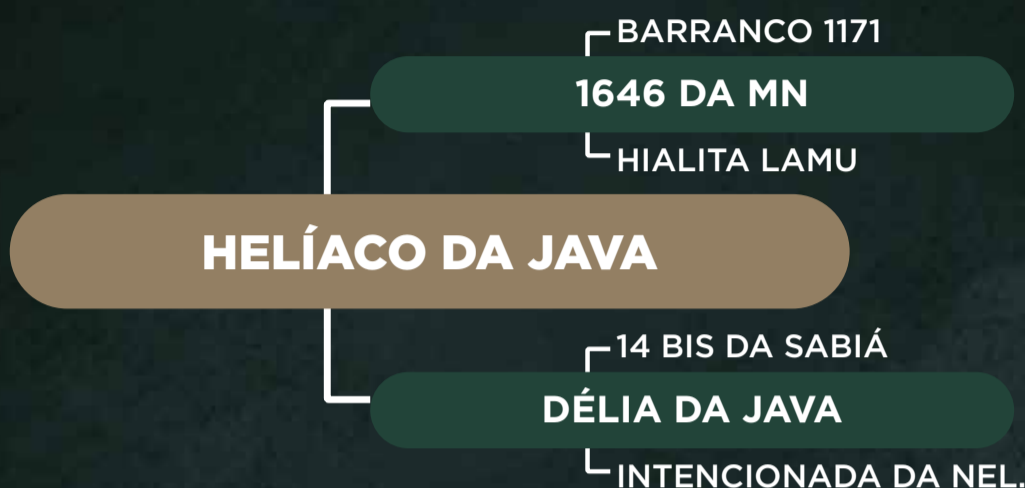 BARRANCO 1171
1646 DA MN
HIALITA LAMU
HELÍACO DA JAVA
14 BIS DA SABIÁ
DÉLIA DA JAVA
INTENCIONADA DA NEL.